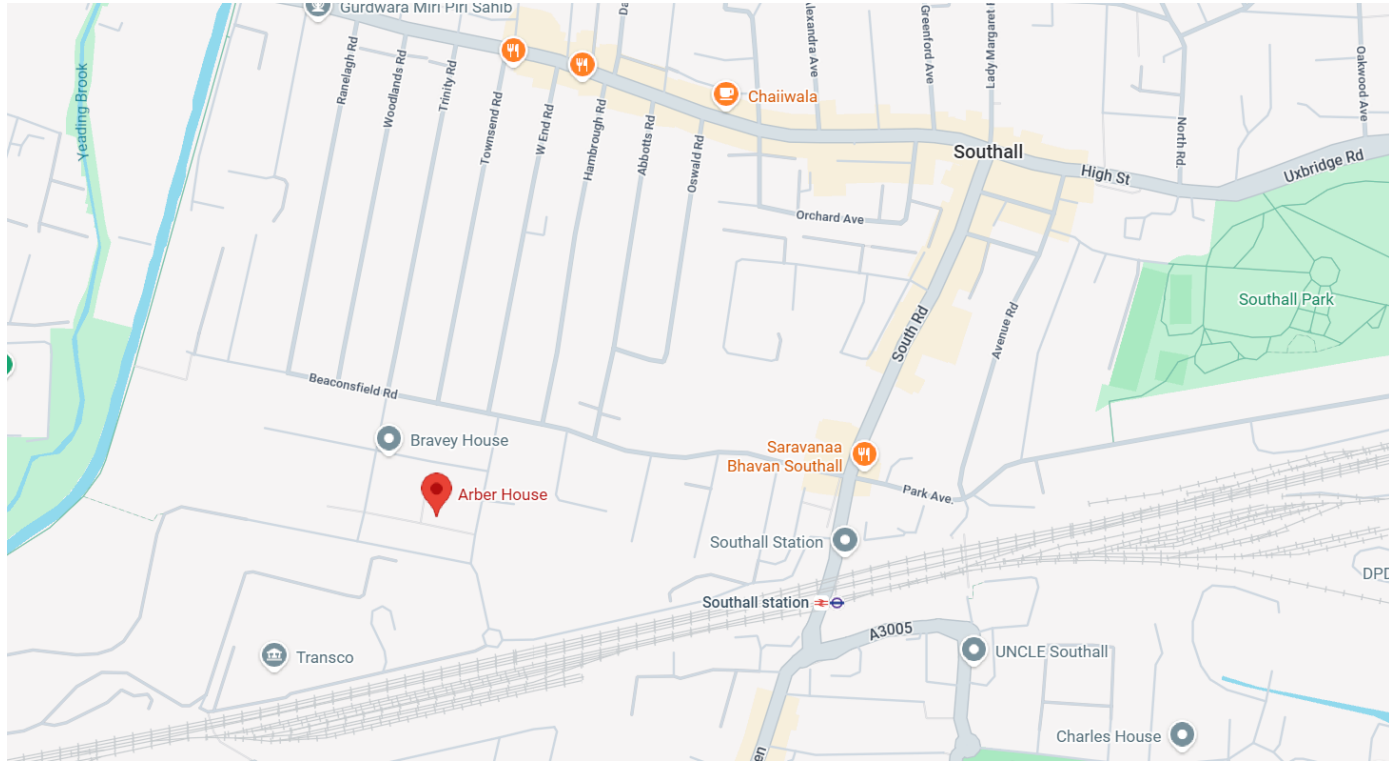 Gurdwara Miri Piri Sahib
Yeading Brook
Ranelagh Rd
Woodlands Rd
Trinity Rd
Townsend Rd
W End Rd
Hambrough Rd
Da
Abbotts Rd
Oswald Rd
Chaiiwala
Alexandra Ave
Greenford Ave
Lady Margaret
Oakwood Ave
North Rd
Southall
High St
Uxbridge Rd
Orchard Ave
Southall Park
South Rd
Avenue Rd
Beaconsfield Rd
Bravey House
Saravanaa
Bhavan Southall
Arber House
Park Ave.
Southall Station
DPD
Southall station
A3005
Transco
UNCLE Southall
Charles House
en